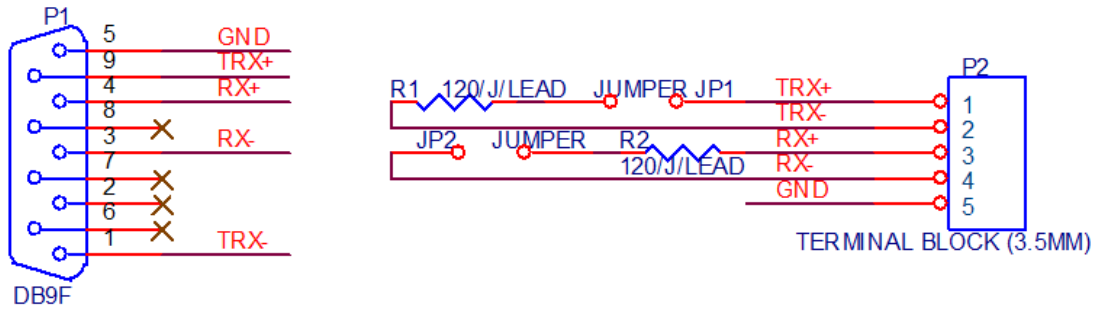 P1
5 GND
9 TRX+
4 RX+
8
3 RX-
7
2
6
1 TRX-
DB9F
P2
R1 120/J/LEAD JUMPER JP1 TRX+ 1
TRX- 2
JP2 JUMPER R2 RX+ 3
120/J/LEAD RX- 4
GND 5
TERMINAL BLOCK (3.5MM)